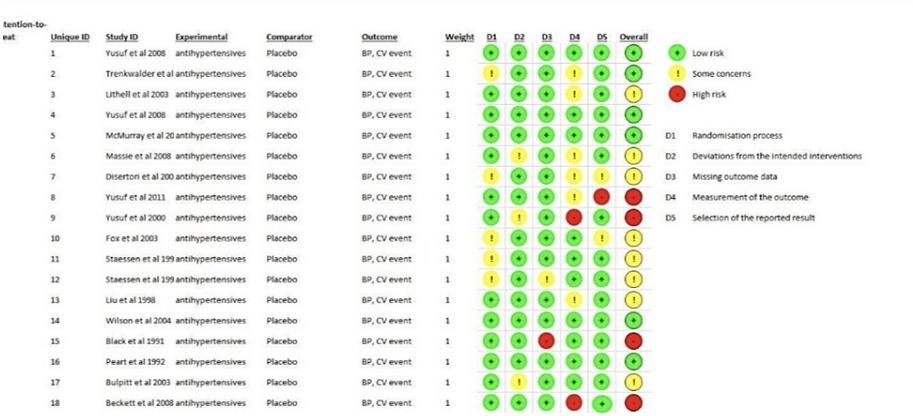 tention-to-
eat Unique ID Study ID Experimental Comparator Outcome Weight D1 D2 D3 D4 D5 Overall
1 Yusuf et al 2008 antihypertensives Placebo BP, CV event 1 + + + + + + + Low risk
2 Trenkwalder et al antihypertensives Placebo BP, CV event 1 ! + + ! + + ! Some concerns
3 Lithell et al 2003 antihypertensives Placebo BP, CV event 1 + + + ! + ! - High risk
4 Yusuf et al 2008 antihypertensives Placebo BP, CV event 1 + + + + + +
5 McMurray et al 20 antihypertensives Placebo BP, CV event 1 + + + + + + D1 Randomisation process
6 Massie et al 2008 antihypertensives Placebo BP, CV event 1 + ! + ! + ! D2 Deviations from the intended interventions
7 Disertori et al 200 antihypertensives Placebo BP, CV event 1 ! + + ! ! ! D3 Missing outcome data
8 Yusuf et al 2011 antihypertensives Placebo BP, CV event 1 + + + ! - - D4 Measurement of the outcome
9 Yusuf et al 2000 antihypertensives Placebo BP, CV event 1 + ! + - + - D5 Selection of the reported result
10 Fox et al 2003 antihypertensives Placebo BP, CV event 1 ! + + + ! !
11 Staessen et al 199 antihypertensives Placebo BP, CV event 1 ! + + + + !
12 Staessen et al 199 antihypertensives Placebo BP, CV event 1 ! + ! + + !
13 Liu et al 1998 antihypertensives Placebo BP, CV event 1 + + + ! + !
14 Wilson et al 2004 antihypertensives Placebo BP, CV event 1 + + + + + +
15 Black et al 1991 antihypertensives Placebo BP, CV event 1 + + - + + -
16 Peart et al 1992 antihypertensives Placebo BP, CV event 1 + + + + + +
17 Bulpitt et al 2003 antihypertensives Placebo BP, CV event 1 + ! + + + !
18 Beckett et al 2008 antihypertensives Placebo BP, CV event 1 + + + - + -